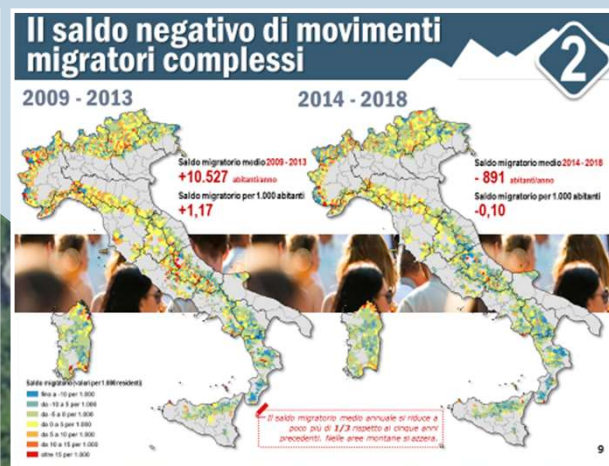 Il saldo negativo di movimenti
migratori complessi
2
2009 - 2013
2014 - 2018
Saldo migratorio medio 2009 - 2013
+10.527 abitanti/anno
Saldo migratorio per 1.000 abitanti
+1,17
Saldo migratorio medio 2014 - 2018
- 891 abitanti/anno
Saldo migratorio per 1.000 abitanti
-0,10
Saldo migratorio (valori per 1.000 residenti)
fino a -10 per 1.000
da -10 a 5 per 1.000
da -5 a 0 per 1.000
da 0 a 5 per 1.000
da 5 a 10 per 1.000
da 10 a 15 per 1.000
oltre 15 per 1.000
Il saldo migratorio medio annuale si riduce a
poco più di 1/3 rispetto ai cinque anni
precedenti. Nelle aree montane si azzera.
9